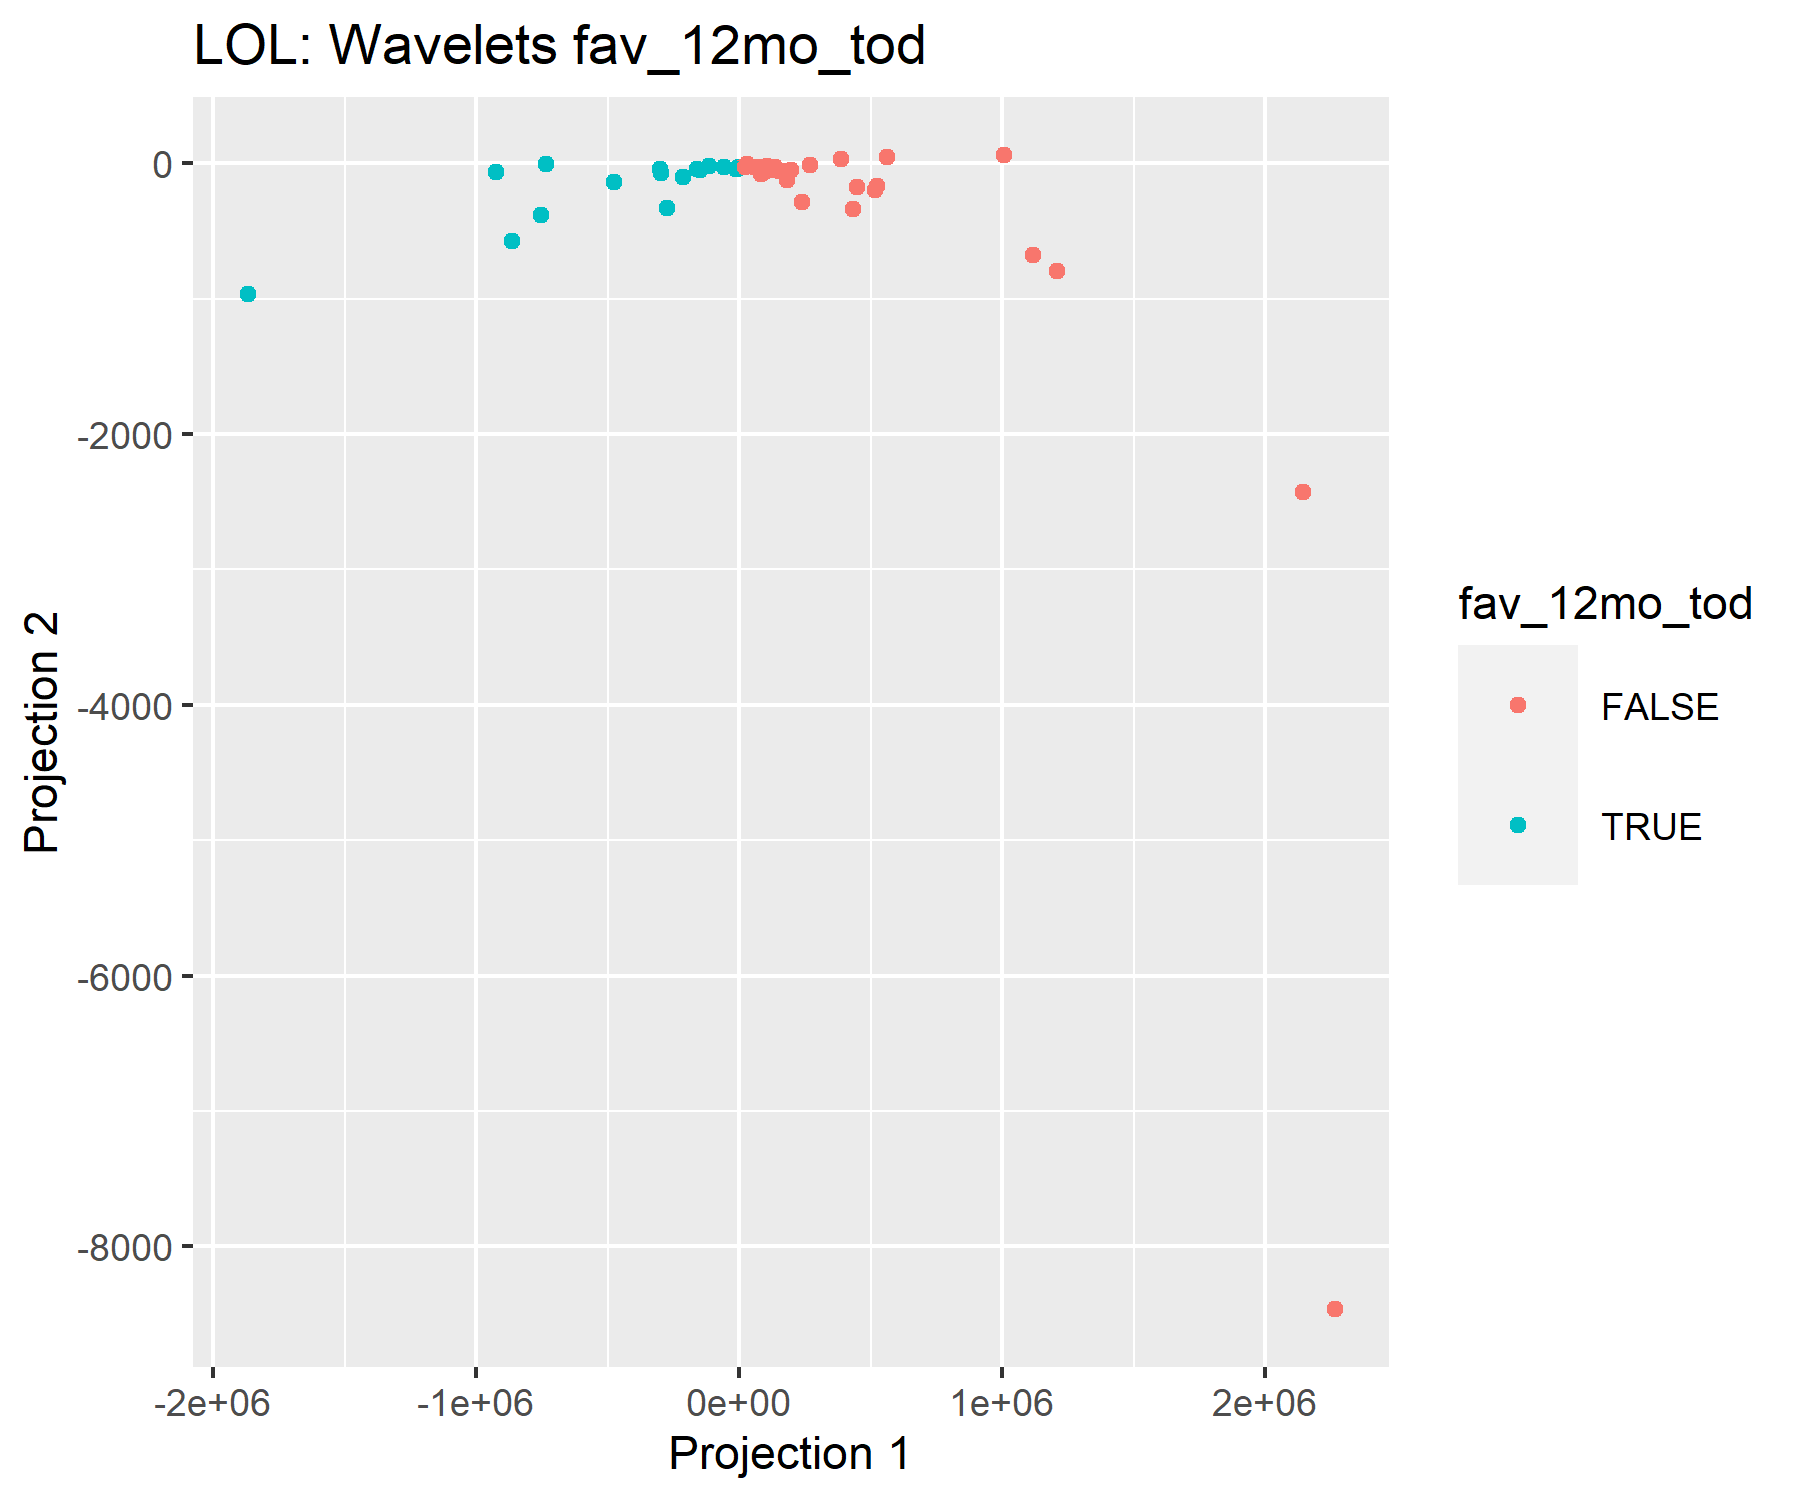 LOL: Wavelets fav_12mo_tod
0
-2000
-4000
-6000
-8000
Projection 2
-2e+06 -1e+06 0e+00 1e+06 2e+06
Projection 1
fav_12mo_tod
FALSE
TRUE